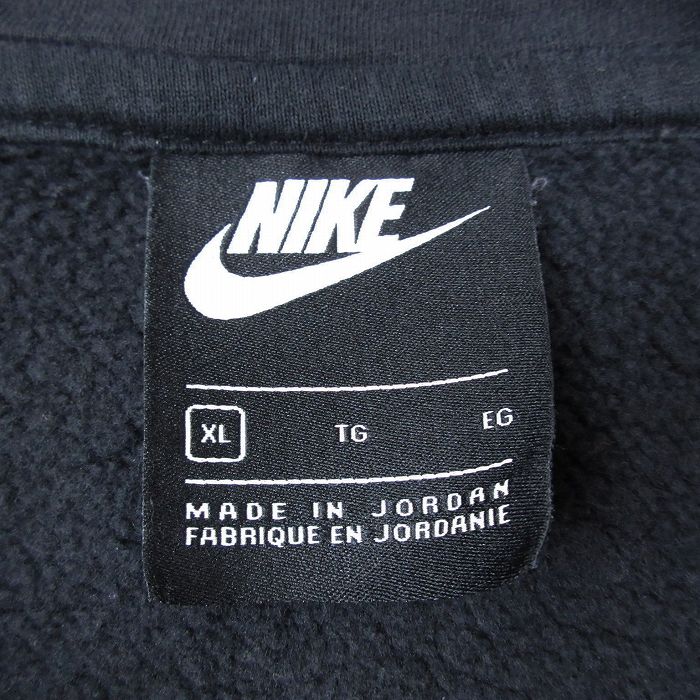 NIKE
XL TG EG
MADE IN JORDAN
FABRIQUE EN JORDANIE